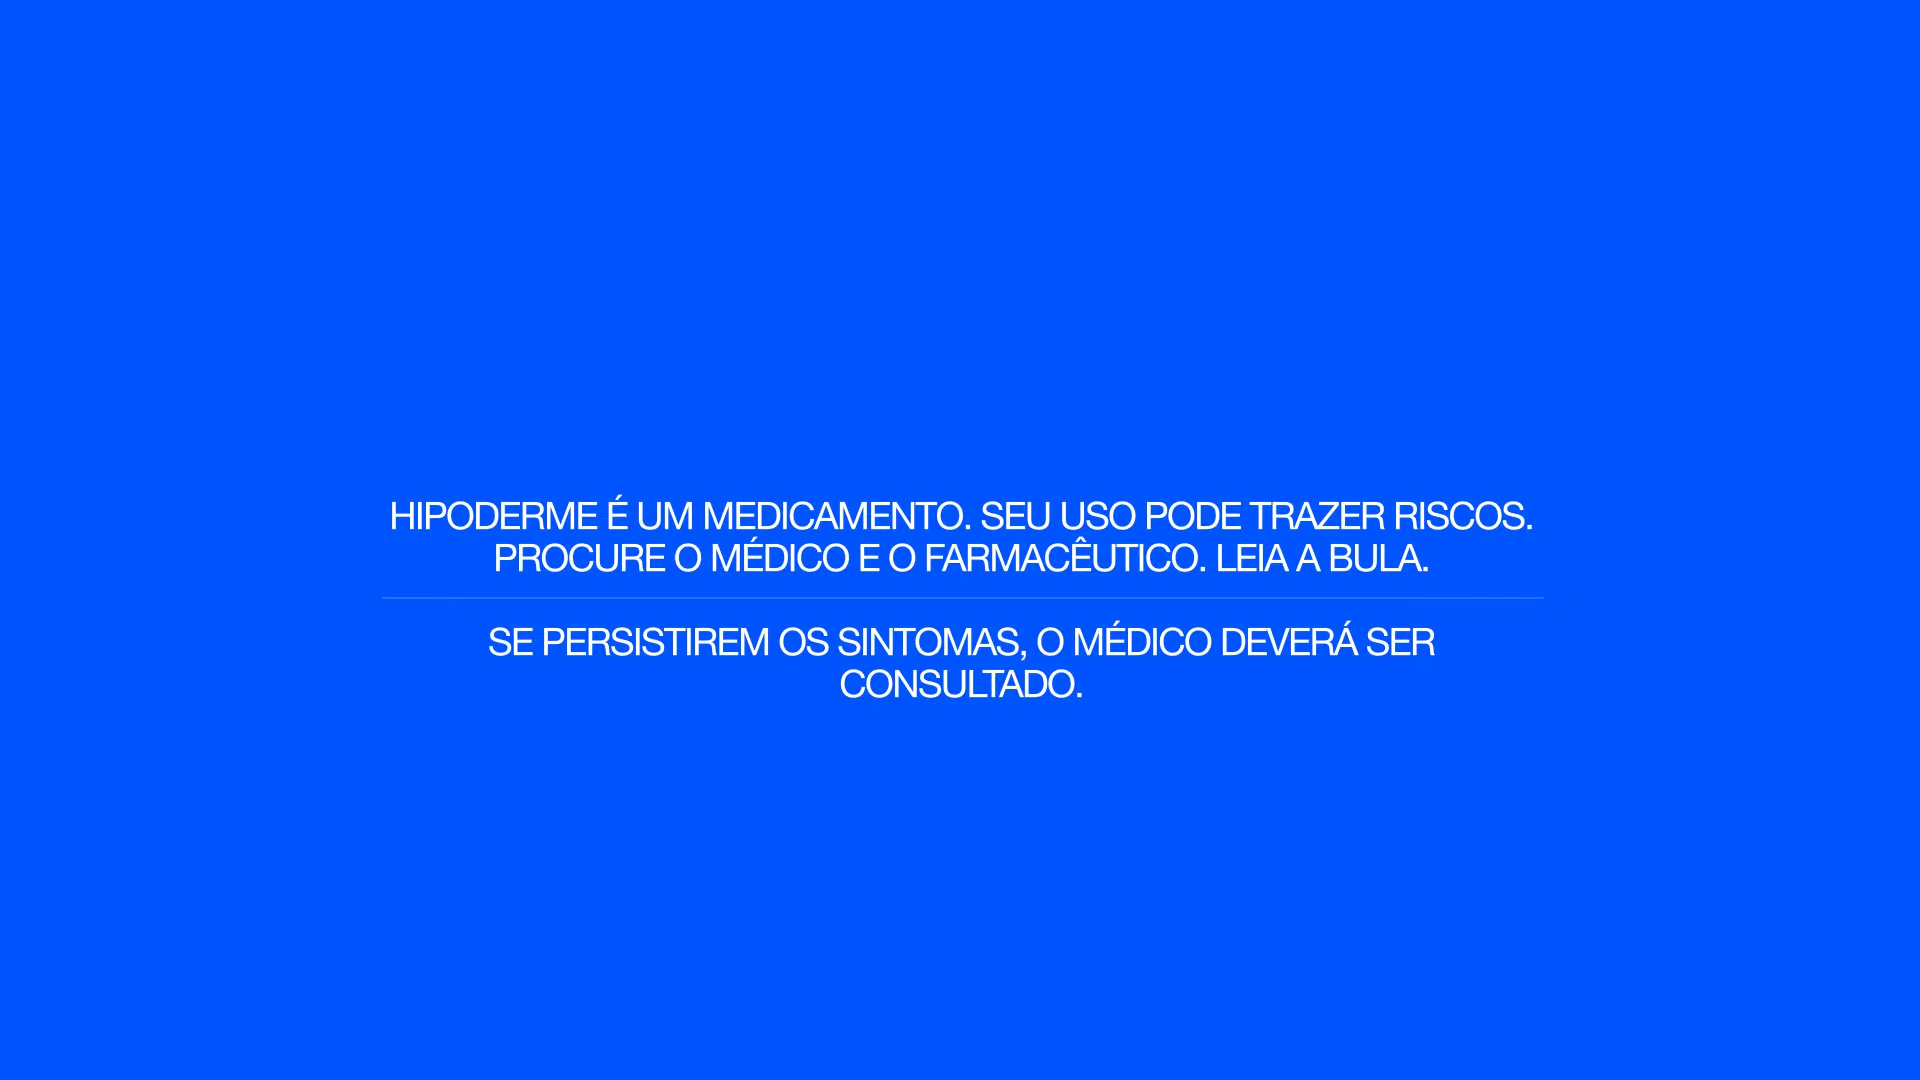 HIPODERME É UM MEDICAMENTO. SEU USO PODE TRAZER RISCOS.
PROCURE O MÉDICO E O FARMACÊUTICO. LEIA A BULA.
SE PERSISTIREM OS SINTOMAS, O MÉDICO DEVERÁ SER
CONSULTADO.